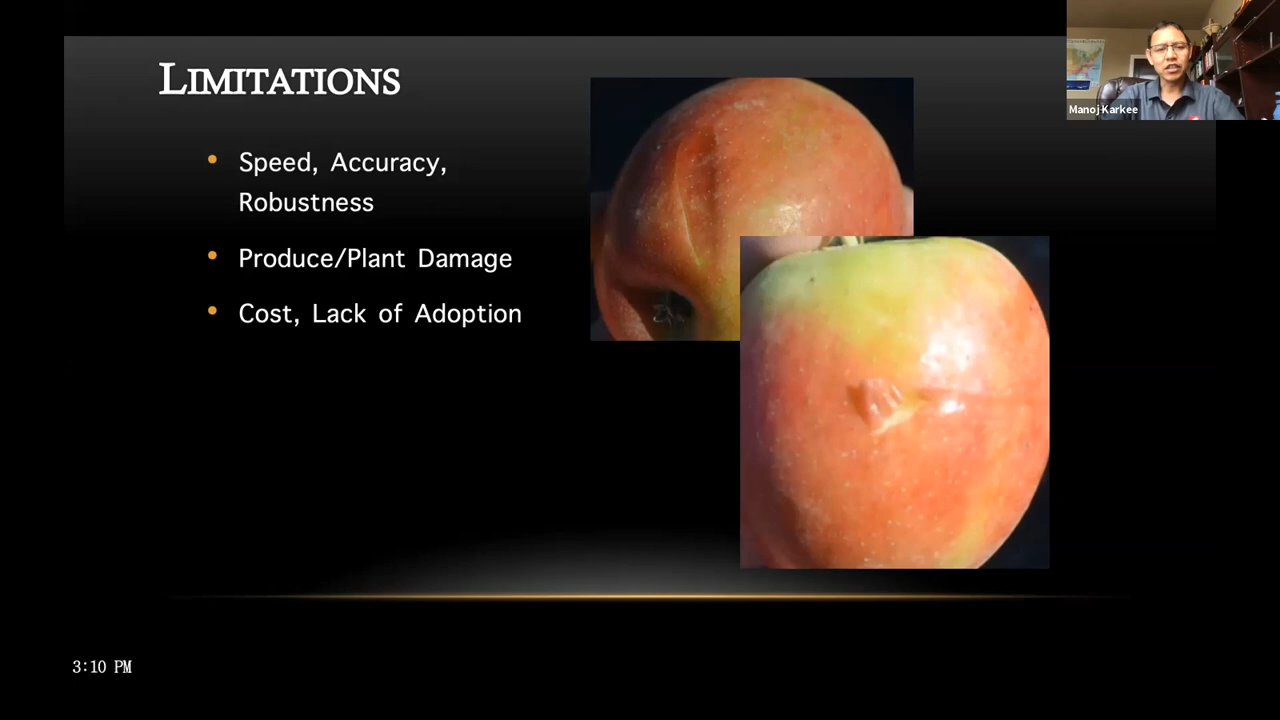 LIMITATIONS
Speed, Accuracy,
Robustness
Produce/Plant Damage
Cost, Lack of Adoption
Manoj Karkee
3:10 PM